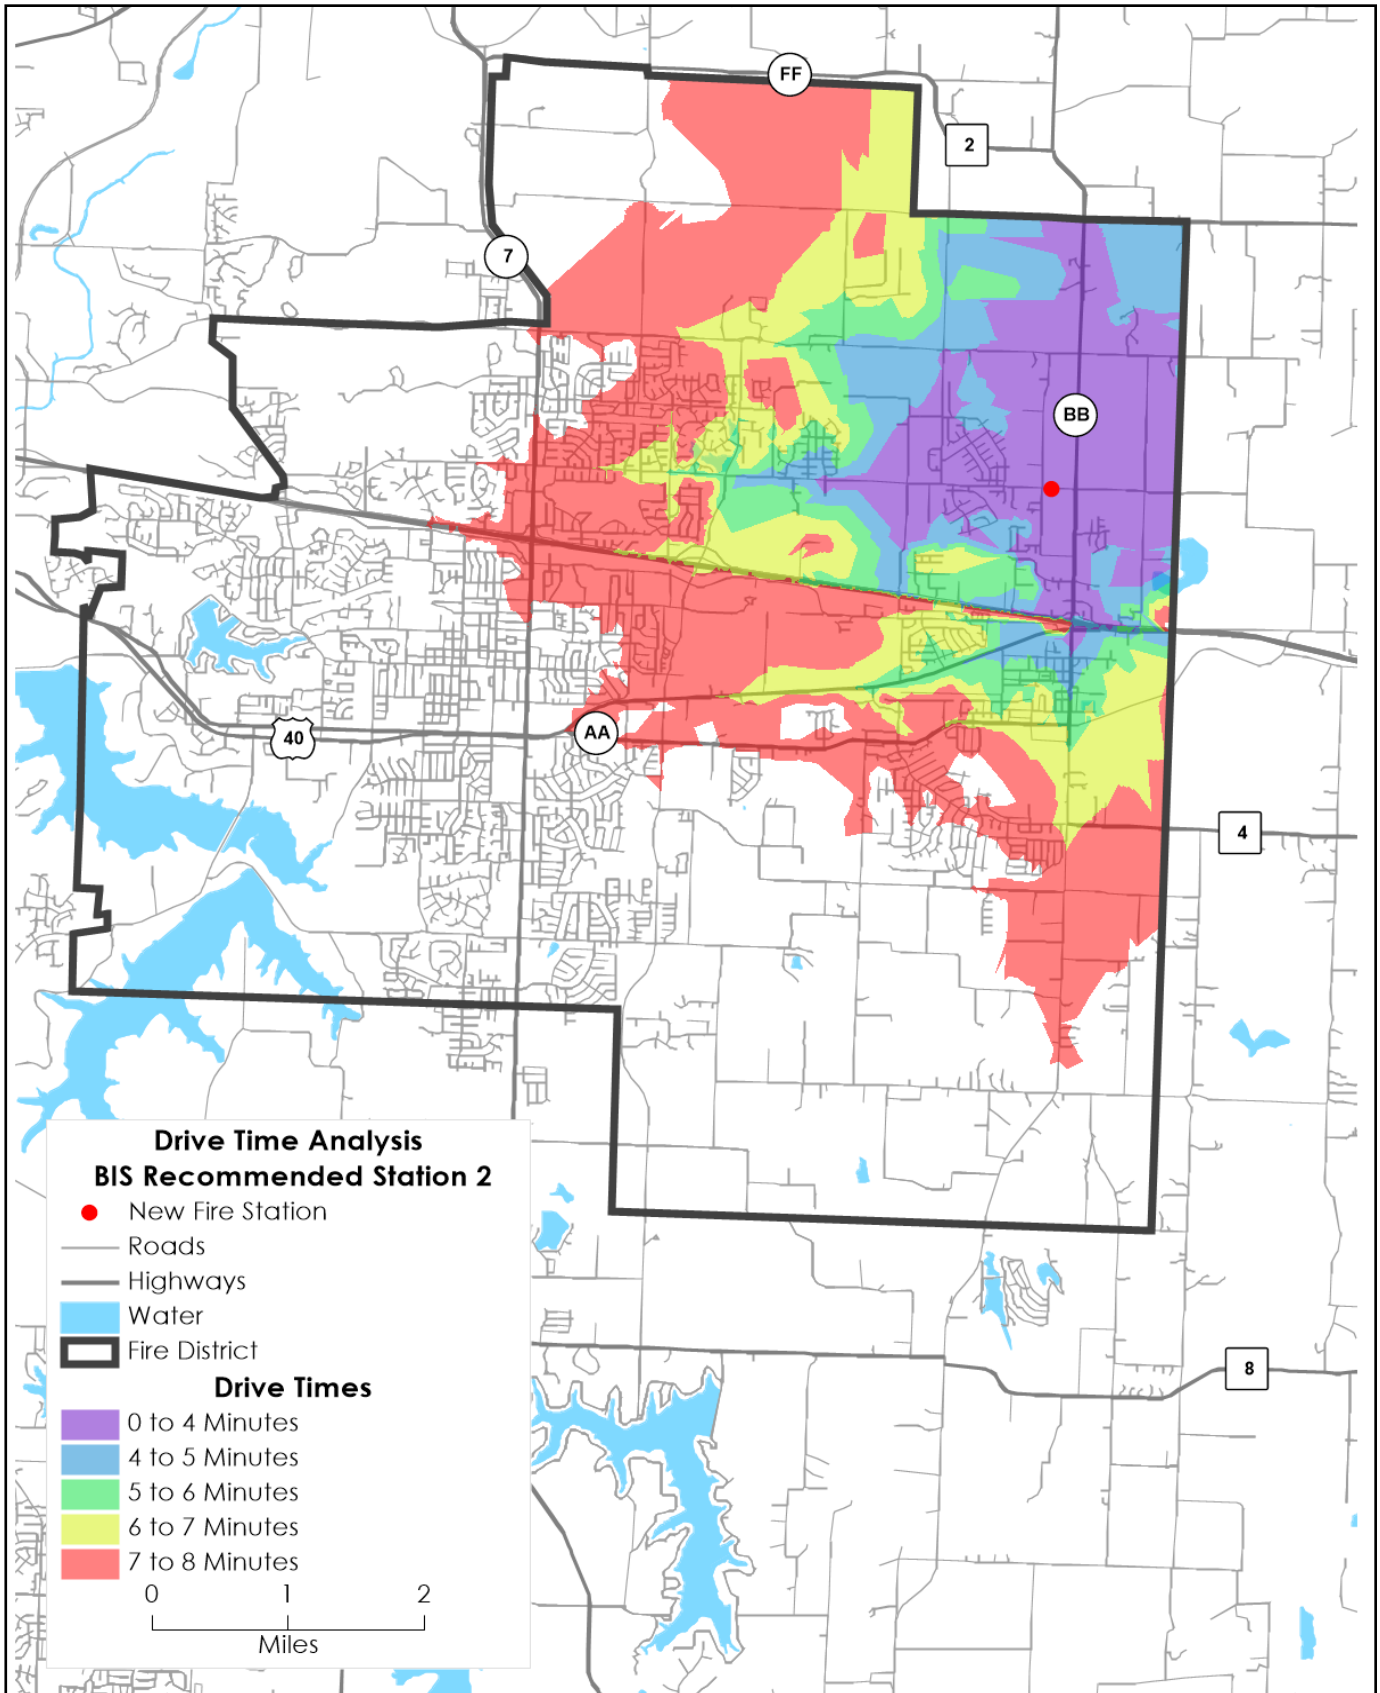 FF
2
7
BB
40
AA
4
Drive Time Analysis
BIS Recommended Station 2
New Fire Station
Roads
Highways
Water
Fire District
8
Drive Times
0 to 4 Minutes
4 to 5 Minutes
5 to 6 Minutes
6 to 7 Minutes
7 to 8 Minutes
0 1 2
Miles